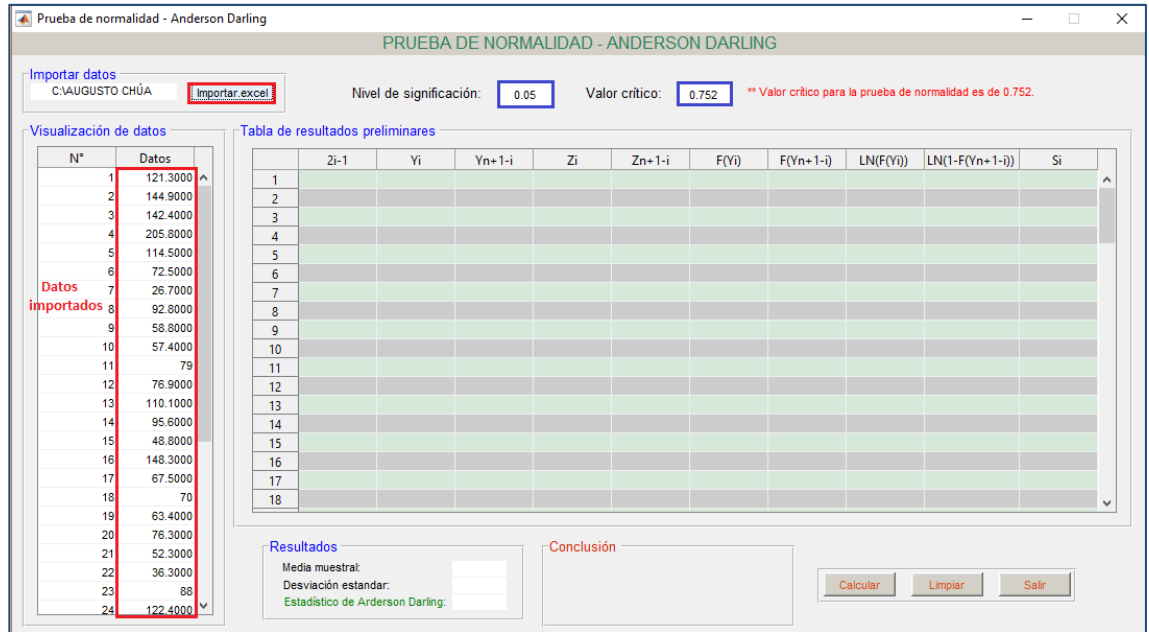 Prueba de normalidad - Anderson Darling
PRUEBA DE NORMALIDAD - ANDERSON DARLING
Importar datos
C:\AUGUSTO CHÚA Importar.excel
Nivel de significación: 0.05 Valor crítico: 0.752 ** Valor crítico para la prueba de normalidad es de 0.752.
Visualización de datos
N° Datos
1 121.3000
2 144.9000
3 142.4000
4 205.8000
5 114.5000
6 72.5000
7 26.7000
8 92.8000
9 58.8000
10 57.4000
11 79
12 76.9000
13 110.1000
14 95.6000
15 48.8000
16 148.3000
17 67.5000
18 70
19 63.4000
20 76.3000
21 52.3000
22 36.3000
23 88
24 122.4000
Datos
importados
Tabla de resultados preliminares
2i-1 Yi Yn+1-i Zi Zn+1-i F(Yi) F(Yn+1-i) LN(F(Yi)) LN(1-F(Yn+1-i)) Si
1
2
3
4
5
6
7
8
9
10
11
12
13
14
15
16
17
18
Resultados
Media muestral:
Desviación estandar:
Estadístico de Arderson Darling:
Conclusión
Calcular Limpiar Salir